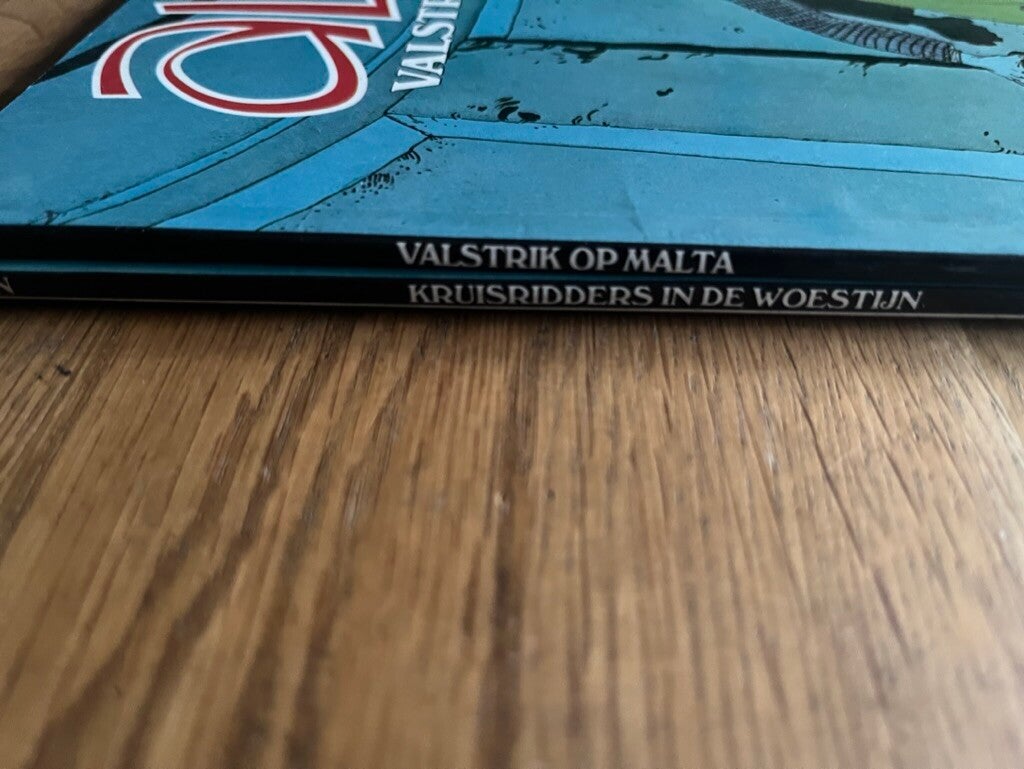 VALSTR
VALSTRIK OP MALTA
N
KRUISRIDDERS IN DE WOESTIJN